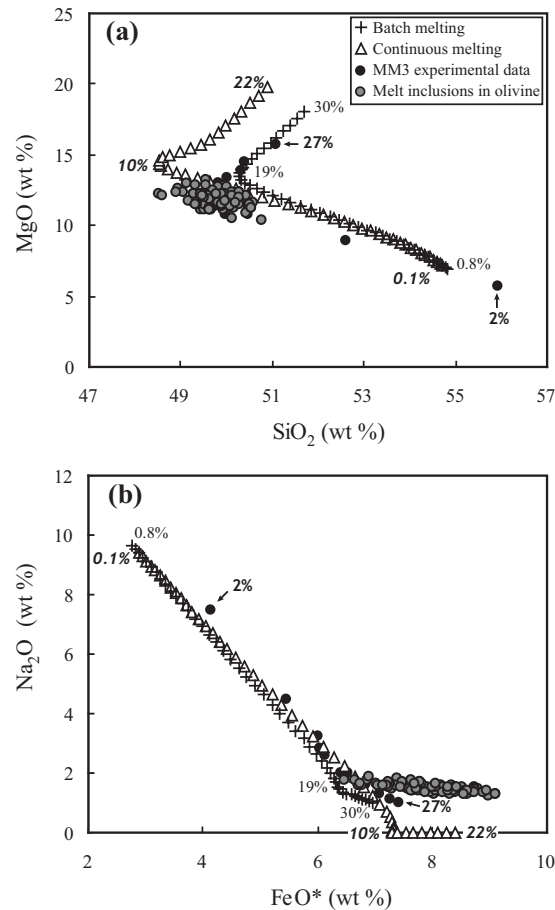 (a)
Batch melting
Continuous melting
MM3 experimental data
Melt inclusions in olivine
25
20
15
10
5
0
MgO (wt %)
22%
30%
27%
10%
19%
0.1%
0.8%
2%
47 49 51 53 55 57
SiO₂ (wt %)
(b)
12
10
8
6
4
2
0
Na₂O (wt %)
0.8%
0.1%
2%
19%
27%
30%
10%
22%
2 4 6 8 10
FeO* (wt %)